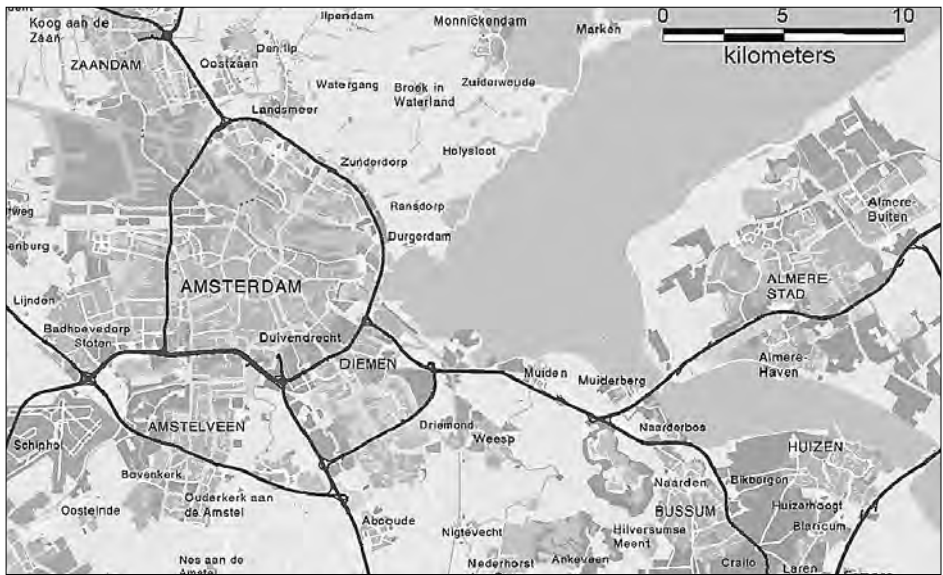 Ilpendam
Monnickendam
Marken
0 5 10
kilometers
Koog aan de
Zaan
ZAANDAM
Oostzaan
Den Ilp
Watergang
Broek in
Waterland
Zuiderwoude
Landsmeer
Holysloot
Zunderdorp
Ransdorp
Durgerdam
Almere-
Buiten
AMSTERDAM
ALMERE-
STAD
Lijnden
Badhoevedorp
Sloten
Duivendrecht
DIEMEN
Muiden
Muiderberg
Almere-
Haven
AMSTELVEEN
Driemond
Weesp
Naarderbos
HUIZEN
Schiphol
Bovenkerk
Ouderkerk aan
de Amstel
Oosteinde
Abcoude
Nigtevecht
Naarden
BUSSUM
Bikbergen
Huizerhoogt
Blaricum
Hilversumse
Meent
Nes aan de
Amstel
Nederhorst
Ankeveen
Crailo
Laren